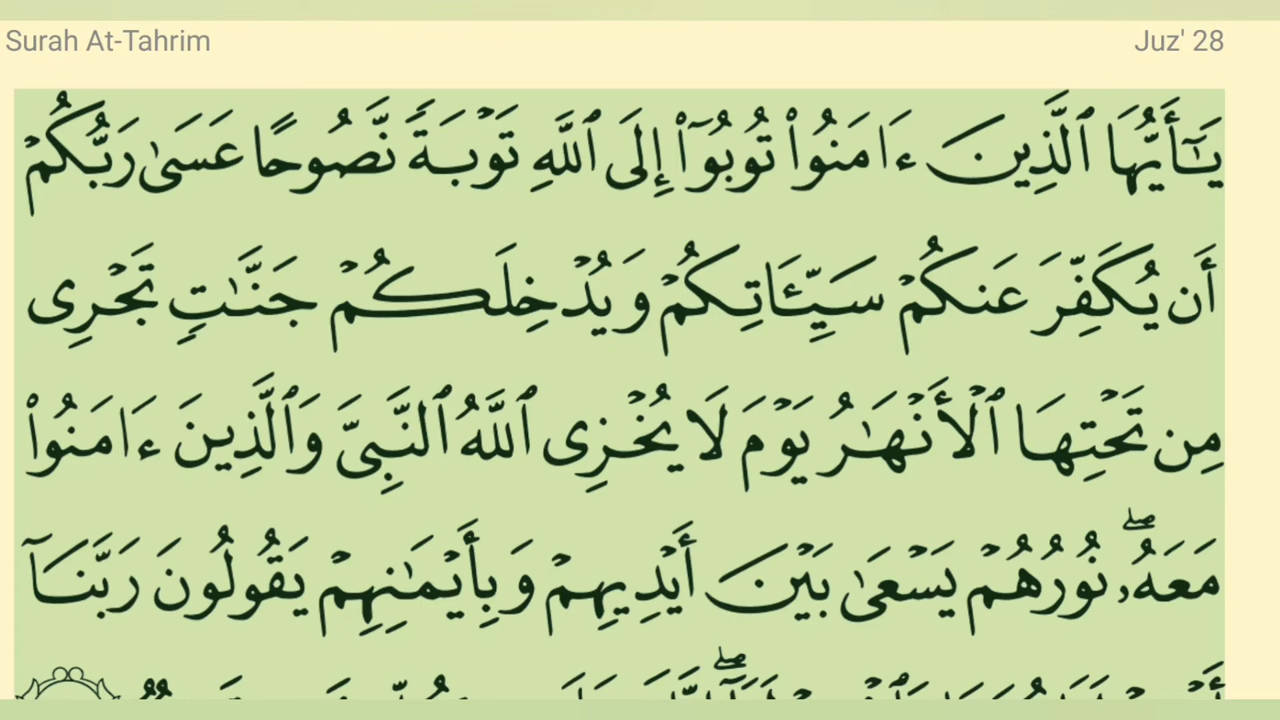 Surah At-Tahrim
Juz' 28
يَـٰٓأَيُّهَا ٱلَّذِينَ ءَامَنُوا۟ تُوبُوٓا۟ إِلَى ٱللَّهِ تَوْبَةً نَّصُوحًا عَسَىٰ رَبُّكُمْ
أَن يُكَفِّرَ عَنكُمْ سَيِّـَٔاتِكُمْ وَيُدْخِلَكُمْ جَنَّـٰتٍ تَجْرِى
مِن تَحْتِهَا ٱلْأَنْهَـٰرُ يَوْمَ لَا يُخْزِى ٱللَّهُ ٱلنَّبِىَّ وَٱلَّذِينَ ءَامَنُوا۟
مَعَهُۥ ۖ نُورُهُمْ يَسْعَىٰ بَيْنَ أَيْدِيهِمْ وَبِأَيْمَـٰنِهِمْ يَقُولُونَ رَبَّنَآ